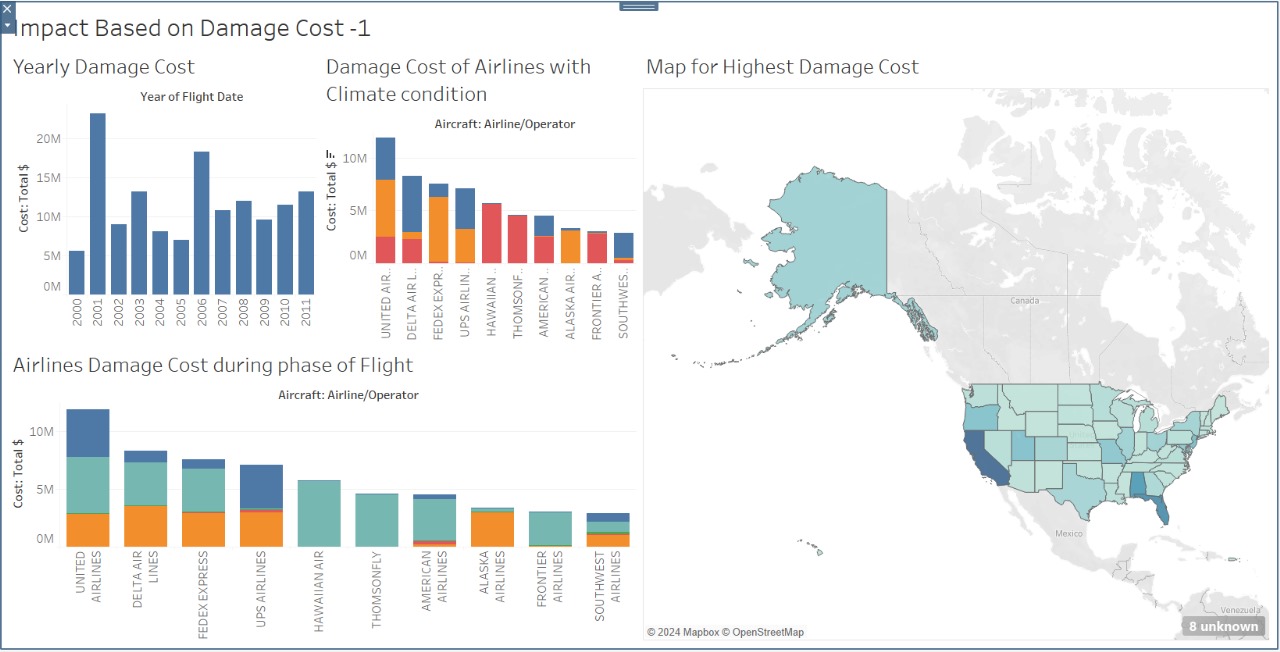 Impact Based on Damage Cost -1
Yearly Damage Cost
Year of Flight Date
Cost: Total $
20M
15M
10M
5M
0M
2000
2001
2002
2003
2004
2005
2006
2007
2008
2009
2010
2011
Damage Cost of Airlines with
Climate condition
Aircraft: Airline/Operator
Cost: Total $
10M
5M
0M
UNITED AIR..
DELTA AIR L..
FEDEX EXPR..
UPS AIRLIN..
HAWAIIAN ..
THOMSONF..
AMERICAN ..
ALASKA AIR..
FRONTIER A..
SOUTHWES..
Airlines Damage Cost during phase of Flight
Aircraft: Airline/Operator
Cost: Total $
10M
5M
0M
UNITED
AIRLINES
DELTA AIR
LINES
FEDEX EXPRESS
UPS AIRLINES
HAWAIIAN AIR
THOMSONFLY
AMERICAN
AIRLINES
ALASKA
AIRLINES
FRONTIER
AIRLINES
SOUTHWEST
AIRLINES
Map for Highest Damage Cost
Canada
Mexico
Venezuela
© 2024 Mapbox © OpenStreetMap
8 unknown